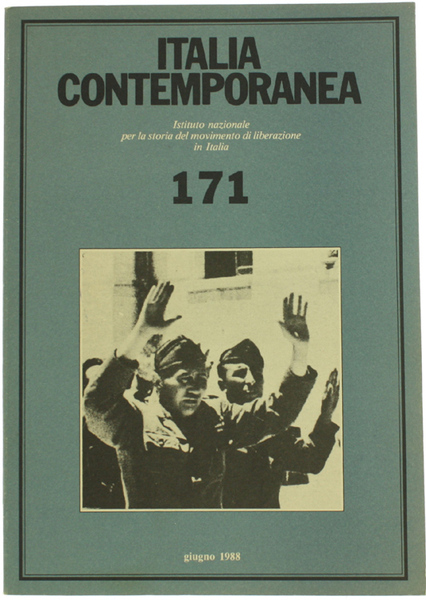 ITALIA
CONTEMPORANEA
Istituto nazionale
per la storia del movimento di liberazione
in Italia
171
giugno 1988